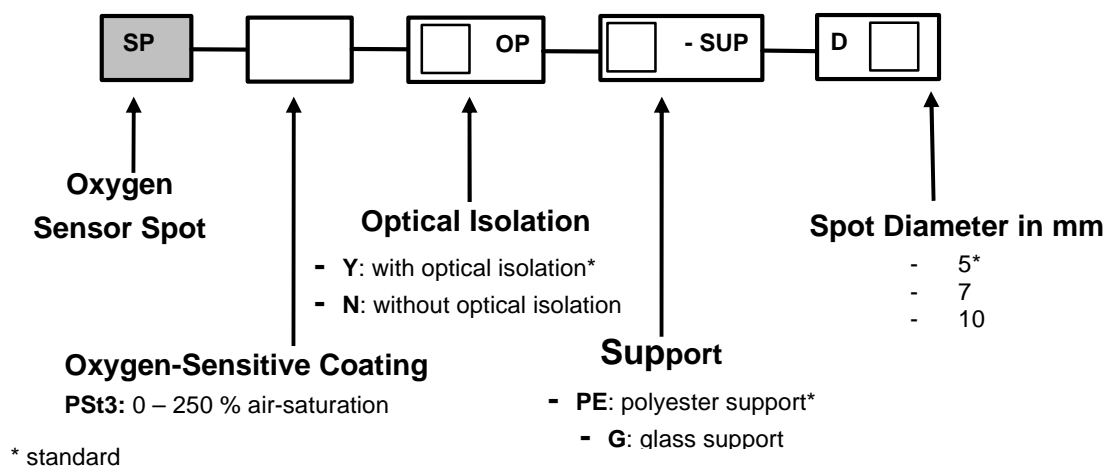 SP
OP
- SUP
D
Oxygen
Sensor Spot
Optical Isolation
- Y: with optical isolation*
- N: without optical isolation
Spot Diameter in mm
- 5*
- 7
- 10
Oxygen-Sensitive Coating
PSt3: 0 – 250 % air-saturation
Support
- PE: polyester support*
- G: glass support
* standard